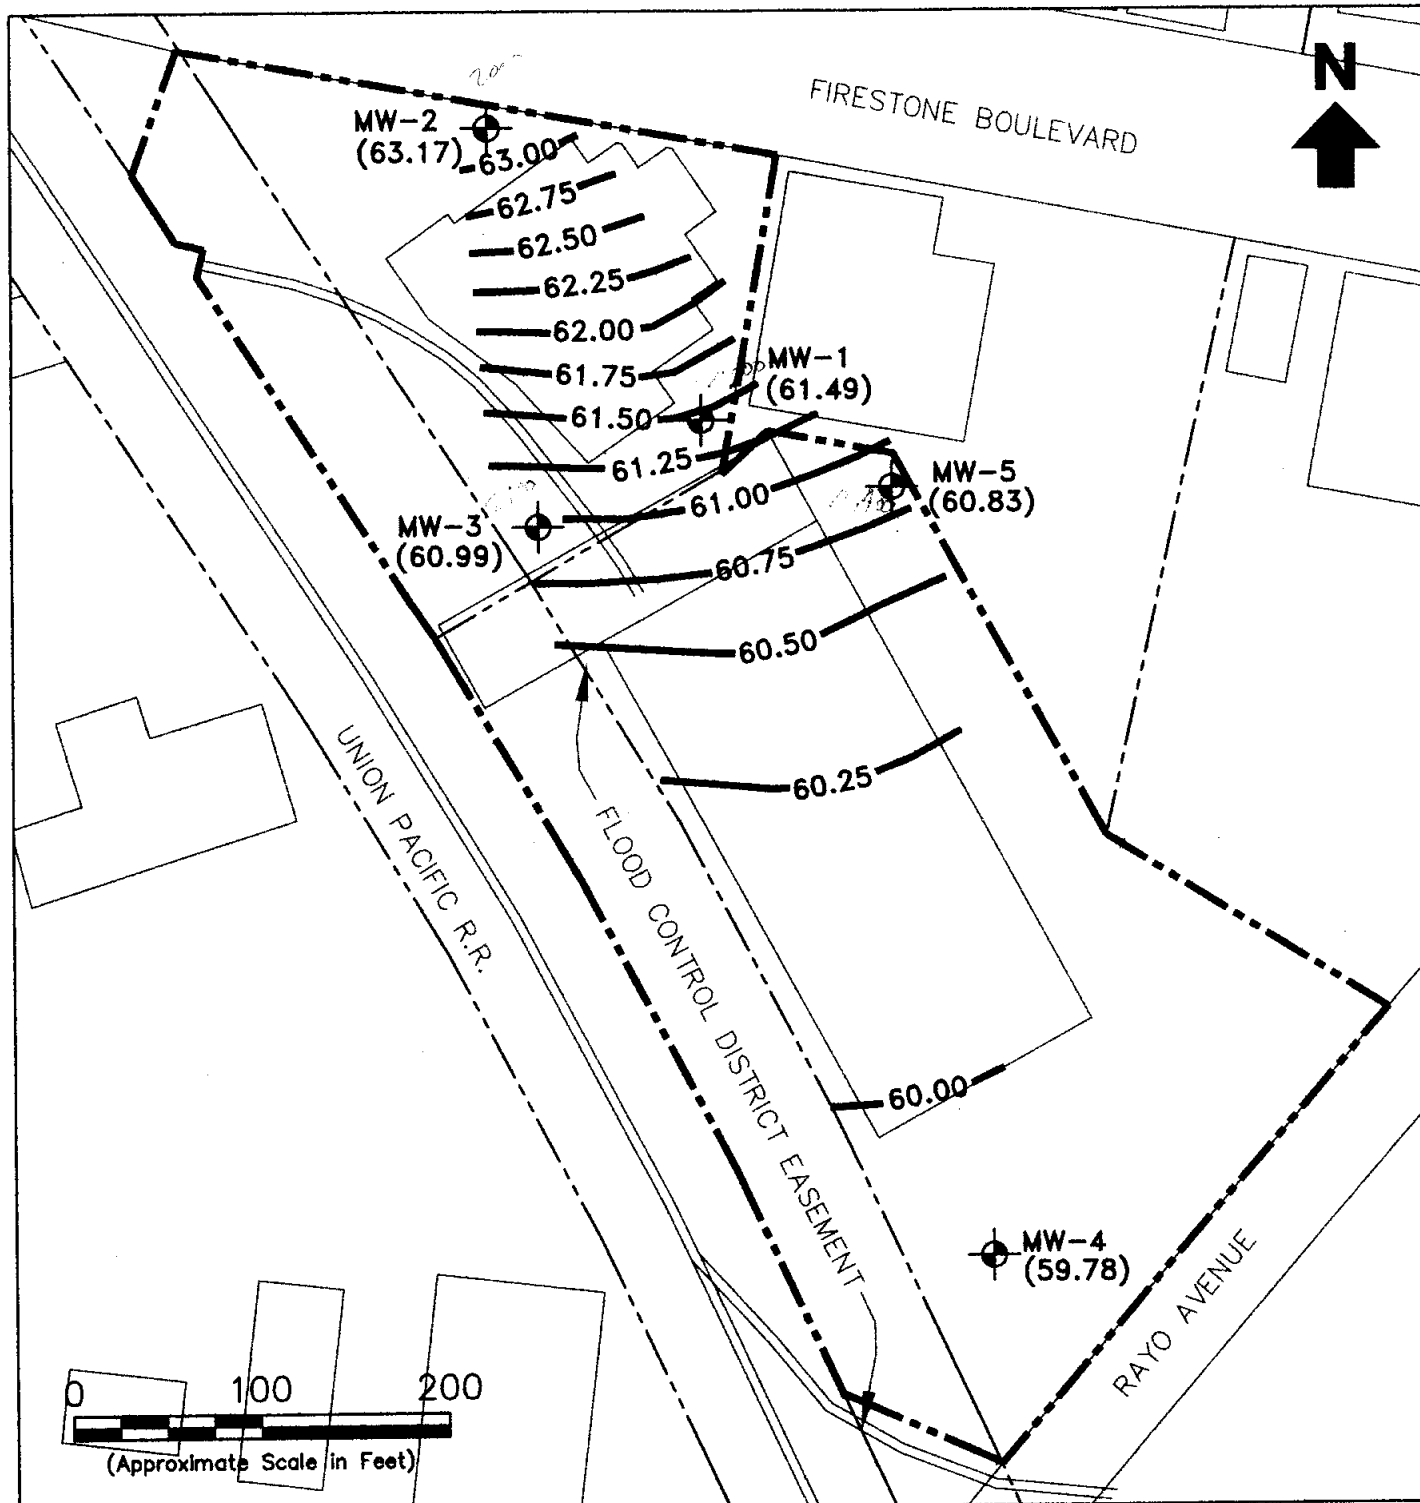 N
FIRESTONE BOULEVARD
MW-2
(63.17)
63.00
62.75
62.50
62.25
62.00
61.75
MW-1
(61.49)
61.50
61.25
61.00
MW-5
(60.83)
MW-3
(60.99)
60.75
60.50
60.25
UNION PACIFIC R.R.
FLOOD CONTROL DISTRICT EASEMENT
60.00
MW-4
(59.78)
RAYO AVENUE
0 100 200
(Approximate Scale in Feet)